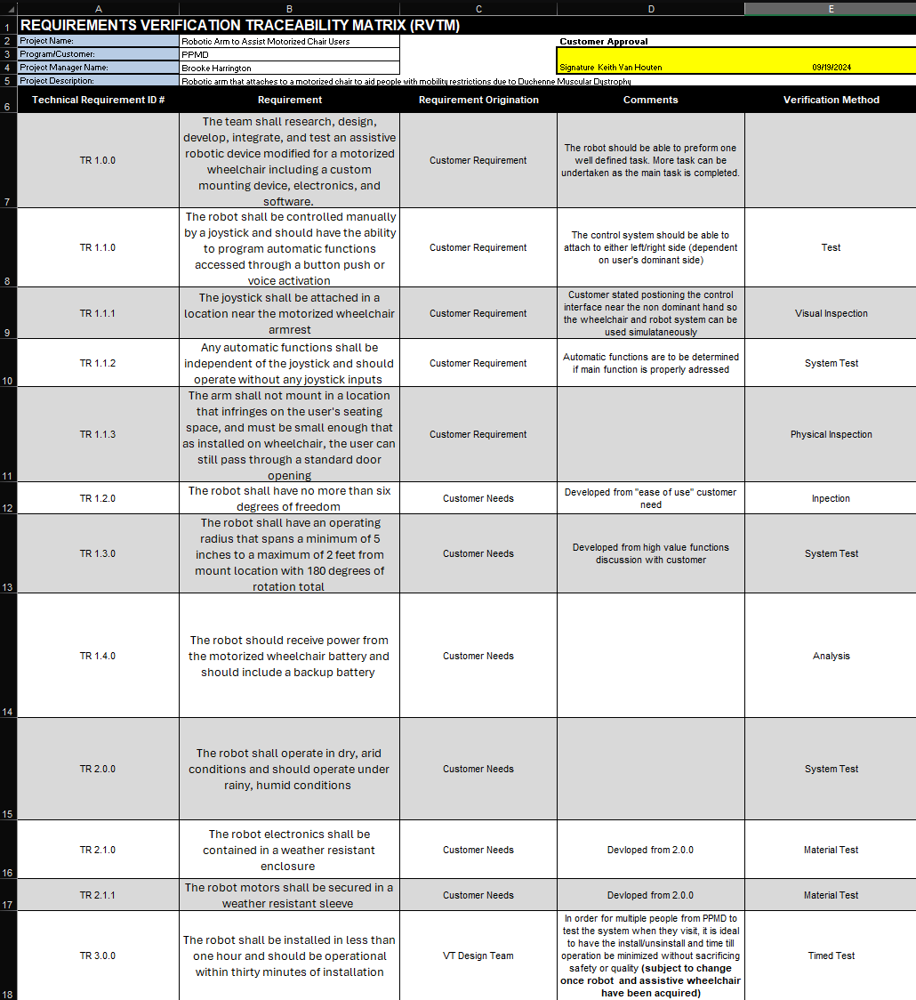 A B C D E
1 REQUIREMENTS VERIFICATION TRACEABILITY MATRIX (RVTM)
2 Project Name: Robotic Arm to Assist Motorized Chair Users Customer Approval
3 Program/Customer: PPMD
4 Project Manager Name: Brooke Harrington Signature Keith Van Houten 09/19/2024
5 Project Description: Robotic arm that attaches to a motorized chair to aid people with mobility restrictions due to Duchenne Muscular Dystrophy
6 Technical Requirement ID # Requirement Requirement Origination Comments Verification Method
7
TR 1.0.0
The team shall research, design,
develop, integrate, and test an assistive
robotic device modified for a motorized
wheelchair including a custom
mounting device, electronics, and
software.
Customer Requirement
The robot should be able to preform one
well defined task. More task can be
undertaken as the main task is completed.
8
TR 1.1.0
The robot shall be controlled manually
by a joystick and should have the ability
to program automatic functions
accessed through a button push or
voice activation
Customer Requirement
The control system should be able to
attach to either left/right side (dependent
on user's dominant side)
Test
9
TR 1.1.1
The joystick shall be attached in a
location near the motorized wheelchair
armrest
Customer Requirement
Customer stated postioning the control
interface near the non dominant hand so
the wheelchair and robot system can be
used simulataneously
Visual Inspection
10
TR 1.1.2
Any automatic functions shall be
independent of the joystick and should
operate without any joystick inputs
Customer Requirement
Automatic functions are to be determined
if main function is properly adressed
System Test
11
TR 1.1.3
The arm shall not mount in a location
that infringes on the user's seating
space, and must be small enough that
as installed on wheelchair, the user can
still pass through a standard door
opening
Customer Requirement
Physical Inspection
12
TR 1.2.0
The robot shall have no more than six
degrees of freedom
Customer Needs
Developed from "ease of use" customer
need
Inpection
13
TR 1.3.0
The robot shall have an operating
radius that spans a minimum of 5
inches to a maximum of 2 feet from
mount location with 180 degrees of
rotation total
Customer Needs
Developed from high value functions
discussion with customer
System Test
14
TR 1.4.0
The robot should receive power from
the motorized wheelchair battery and
should include a backup battery
Customer Needs
Analysis
15
TR 2.0.0
The robot shall operate in dry, arid
conditions and should operate under
rainy, humid conditions
Customer Needs
System Test
16
TR 2.1.0
The robot electronics shall be
contained in a weather resistant
enclosure
Customer Needs
Devloped from 2.0.0
Material Test
17
TR 2.1.1
The robot motors shall be secured in a
weather resistant sleeve
Customer Needs
Devloped from 2.0.0
Material Test
18
TR 3.0.0
The robot shall be installed in less than
one hour and should be operational
within thirty minutes of installation
VT Design Team
In order for multiple people from PPMD to
test the system when they visit, it is ideal
to have the install/unsinstall and time till
operation be minimized without sacrificing
safety or quality (subject to change
once robot and assistive wheelchair
have been acquired)
Timed Test